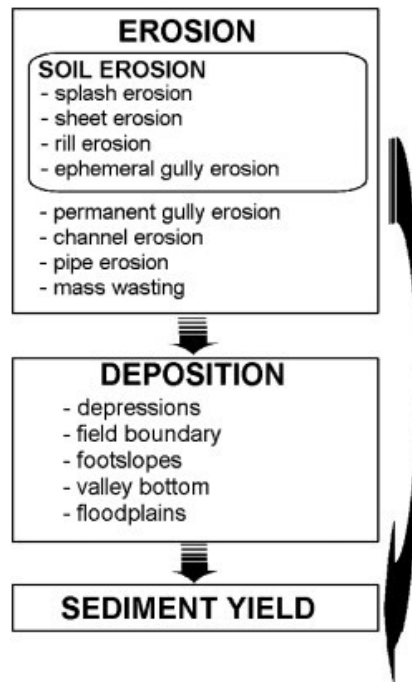 EROSION
SOIL EROSION
- splash erosion
- sheet erosion
- rill erosion
- ephemeral gully erosion
- permanent gully erosion
- channel erosion
- pipe erosion
- mass wasting
DEPOSITION
- depressions
- field boundary
- footslopes
- valley bottom
- floodplains
SEDIMENT YIELD